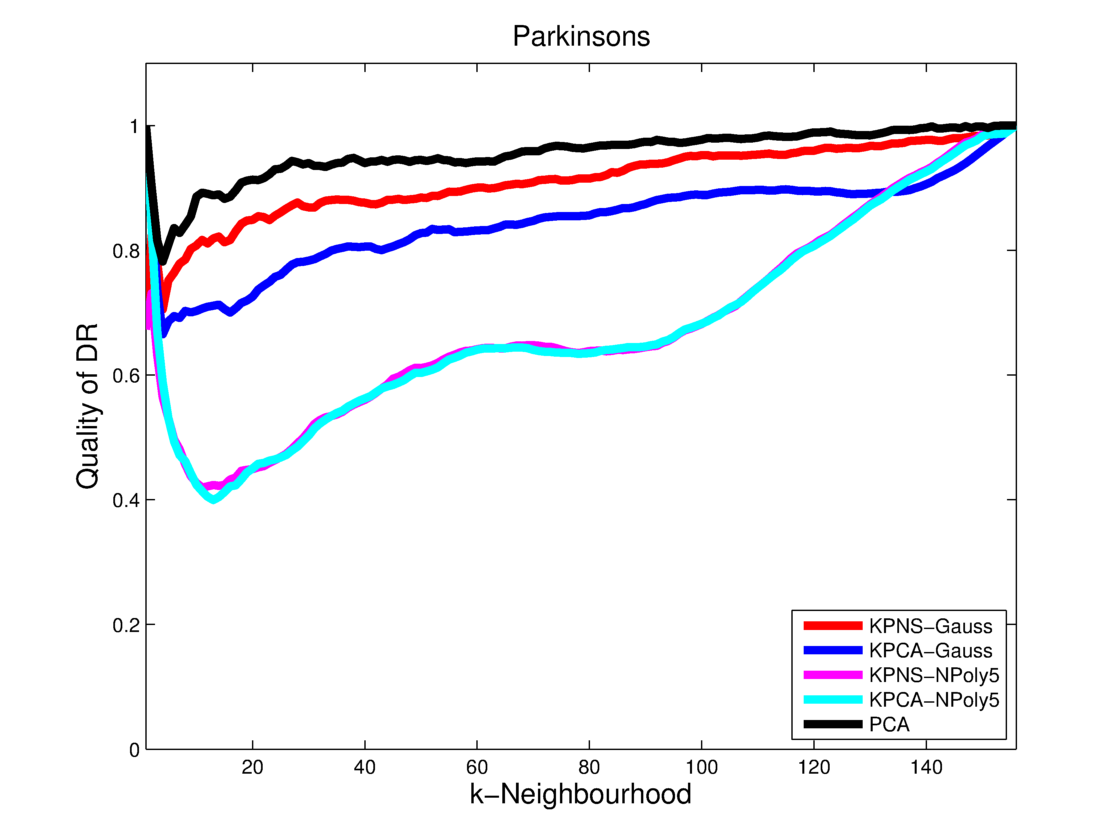 Parkinsons
Quality of DR
1
0.8
0.6
0.4
0.2
0
20 40 60 80 100 120 140
k−Neighbourhood
KPNS−Gauss
KPCA−Gauss
KPNS−NPoly5
KPCA−NPoly5
PCA